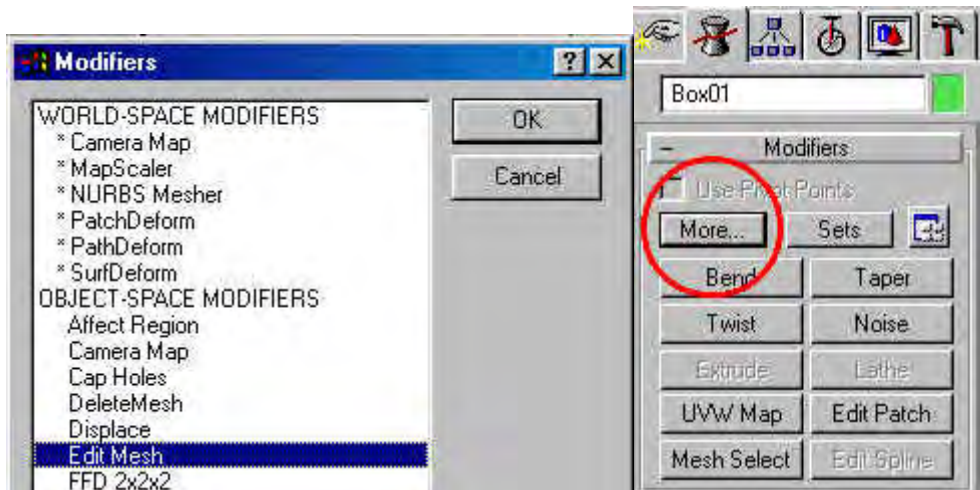 Modifiers
WORLD-SPACE MODIFIERS
* Camera Map
* MapScaler
* NURBS Mesher
* PatchDeform
* PathDeform
* SurfDeform
OBJECT-SPACE MODIFIERS
Affect Region
Camera Map
Cap Holes
DeleteMesh
Displace
Edit Mesh
FFD 2x2x2
OK
Cancel
Box01
- Modifiers
Use Pivot Points
More... Sets
Bend Taper
Twist Noise
Extrude Lathe
UVW Map Edit Patch
Mesh Select Edit Spline